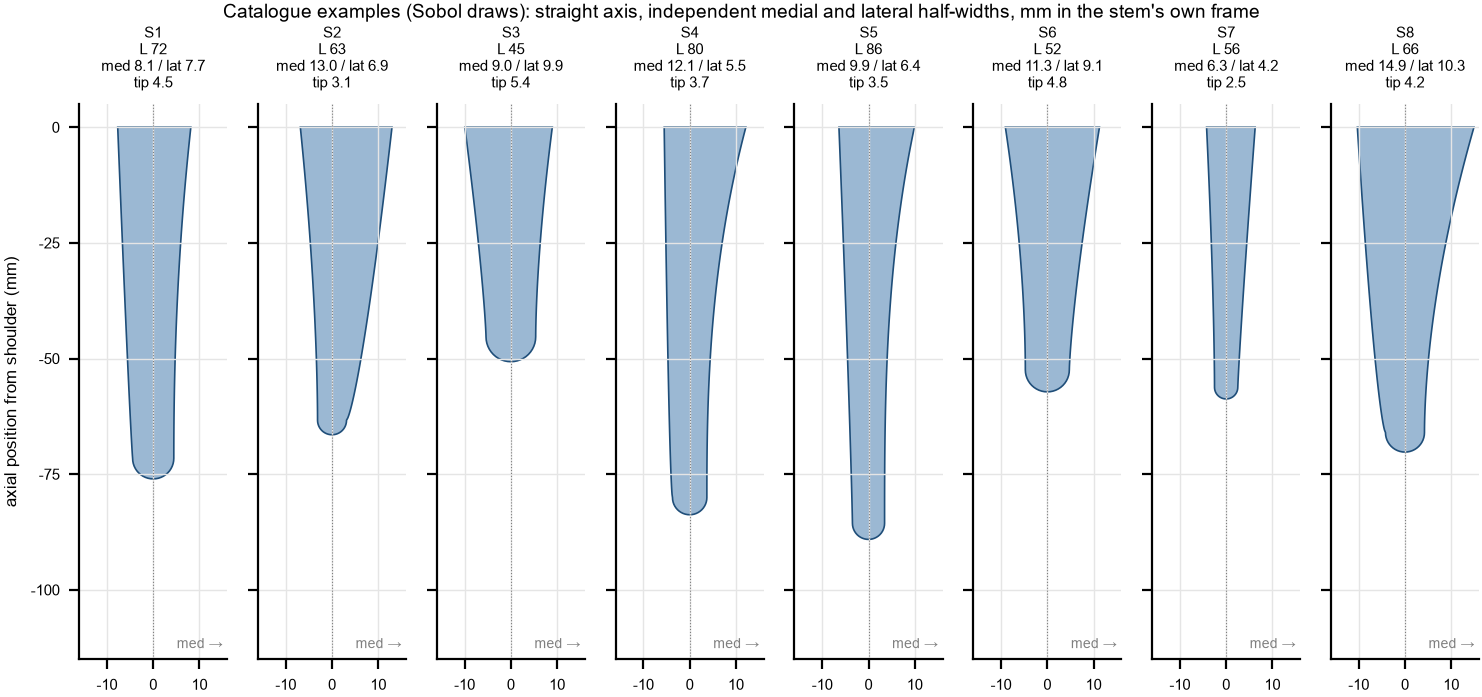 Catalogue examples (Sobol draws): straight axis, independent medial and lateral half-widths, mm in the stem's own frame
S1
L 72
med 8.1 / lat 7.7
tip 4.5
S2
L 63
med 13.0 / lat 6.9
tip 3.1
S3
L 45
med 9.0 / lat 9.9
tip 5.4
S4
L 80
med 12.1 / lat 5.5
tip 3.7
S5
L 86
med 9.9 / lat 6.4
tip 3.5
S6
L 52
med 11.3 / lat 9.1
tip 4.8
S7
L 56
med 6.3 / lat 4.2
tip 2.5
S8
L 66
med 14.9 / lat 10.3
tip 4.2
axial position from shoulder (mm)
0
-25
-50
-75
-100
med →
med →
med →
med →
med →
med →
med →
med →
-10 0 10
-10 0 10
-10 0 10
-10 0 10
-10 0 10
-10 0 10
-10 0 10
-10 0 10